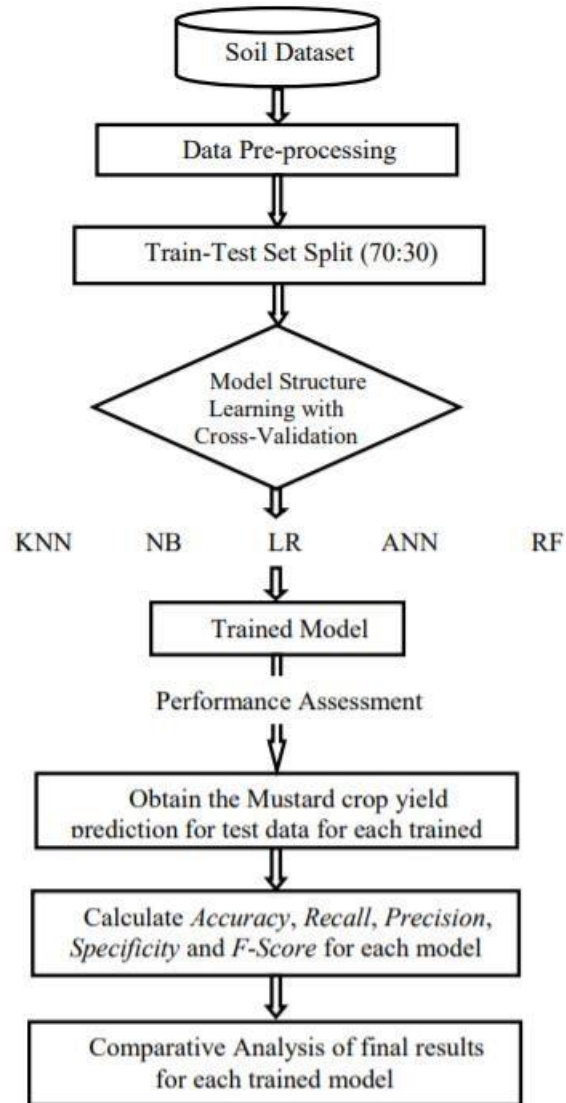 Soil Dataset
Data Pre-processing
Train-Test Set Split (70:30)
Model Structure
Learning with
Cross-Validation
KNN NB LR ANN RF
Trained Model
Performance Assessment
Obtain the Mustard crop yield
prediction for test data for each trained
Calculate Accuracy, Recall, Precision,
Specificity and F-Score for each model
Comparative Analysis of final results
for each trained model